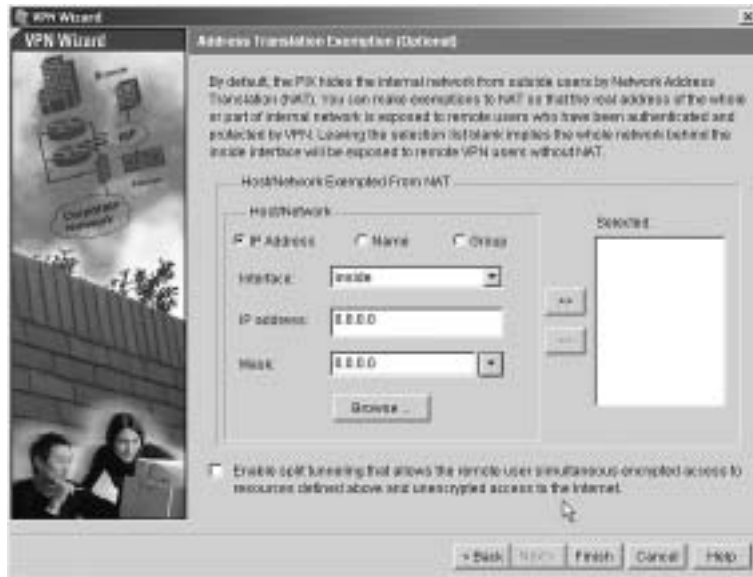 VPN Wizard
VPN Wizard
Address Translation Exemption (Optional)
By default, the PIX hides the internal network from outside users by Network Address
Translation (NAT). You can make exemptions to NAT so that the real address of the whole
or part of internal network is exposed to remote users who have been authenticated and
protected by VPN. Leaving the selection list blank implies the whole network behind the
inside interface will be exposed to remote VPN users without NAT.
Host/Network Exempted From NAT
Host/Network
IP Address
Name
Group
Interface:
inside
IP address:
0.0.0.0
Mask:
0.0.0.0
Browse ...
Selected:
>>
<<
Enable split tunneling that allows the remote user simultaneous encrypted access to
resources defined above and unencrypted access to the internet.
Corporate
Network
< Back
Next >
Finish
Cancel
Help